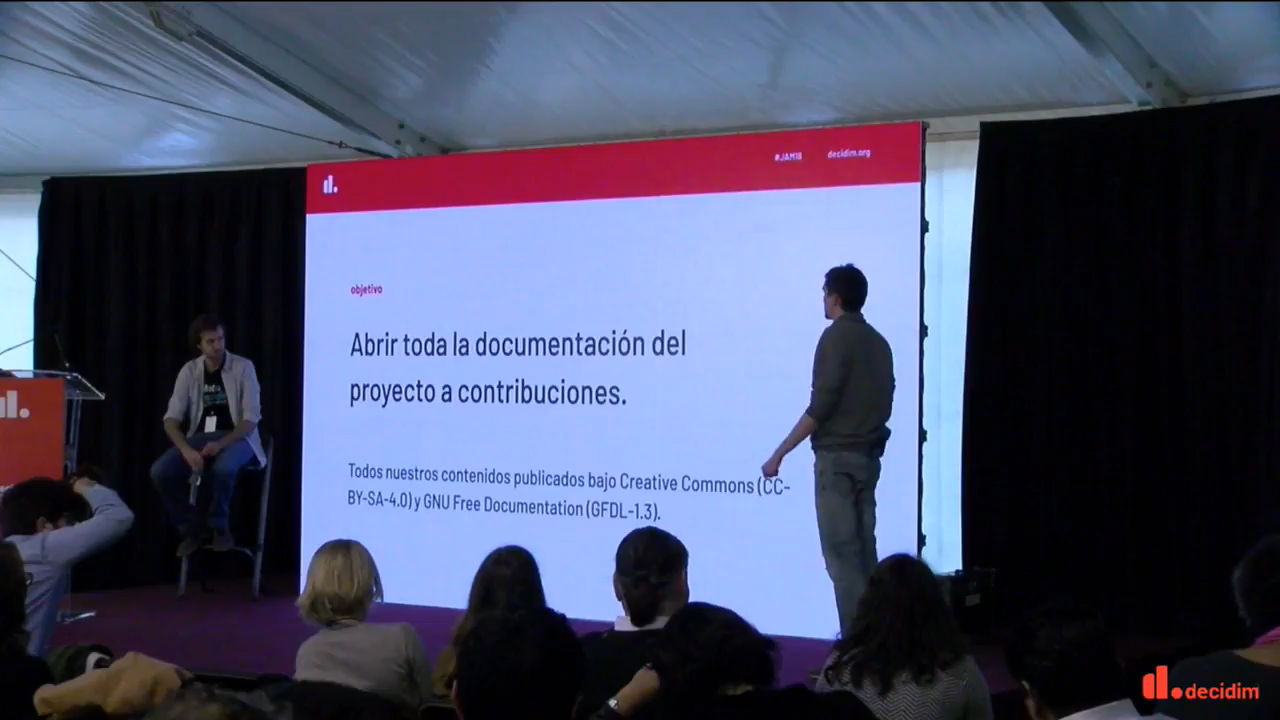 #JAM18 decidim.org
d.
objetivo
Abrir toda la documentación del
proyecto a contribuciones.
Todos nuestros contenidos publicados bajo Creative Commons (CC-
BY-SA-4.0) y GNU Free Documentation (GFDL-1.3).
d.
d.decidim